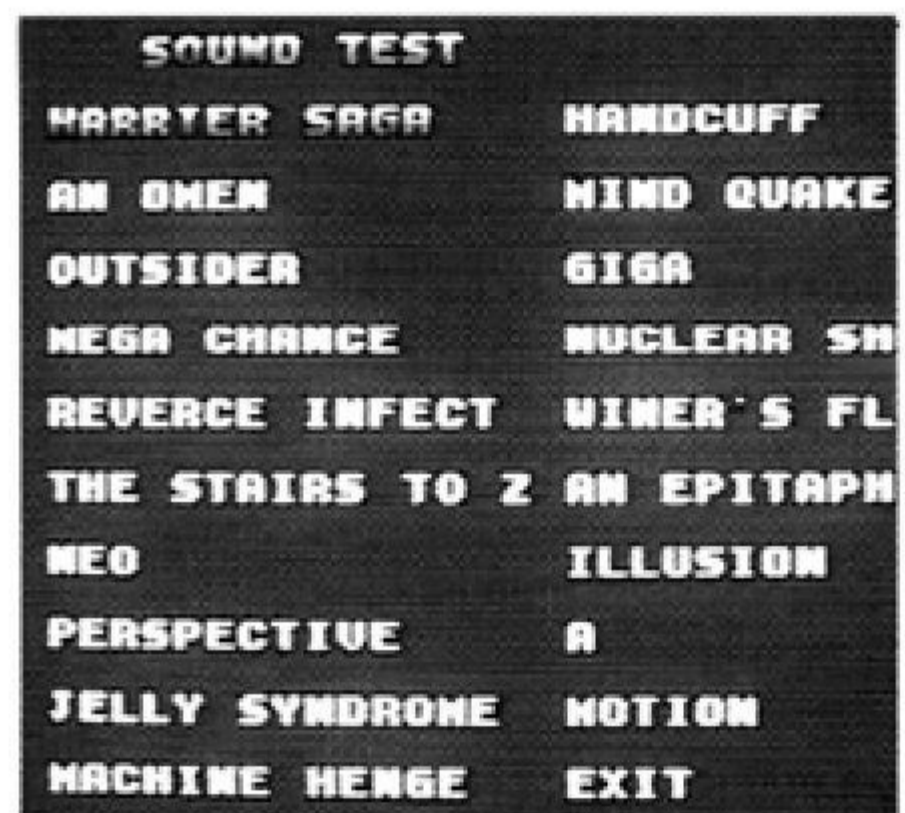 SOUND TEST
HARRIER SAGA HANDCUFF
AN OMEN MIND QUAKE
OUTSIDER GIGA
MEGA CHANCE NUCLEAR
REVERCE INFECT WINER'S FL
THE STAIRS TO Z AN EPITAPH
NEO ILLUSION
PERSPECTIVE A
JELLY SYNDROME MOTION
MACHINE HENGE EXIT